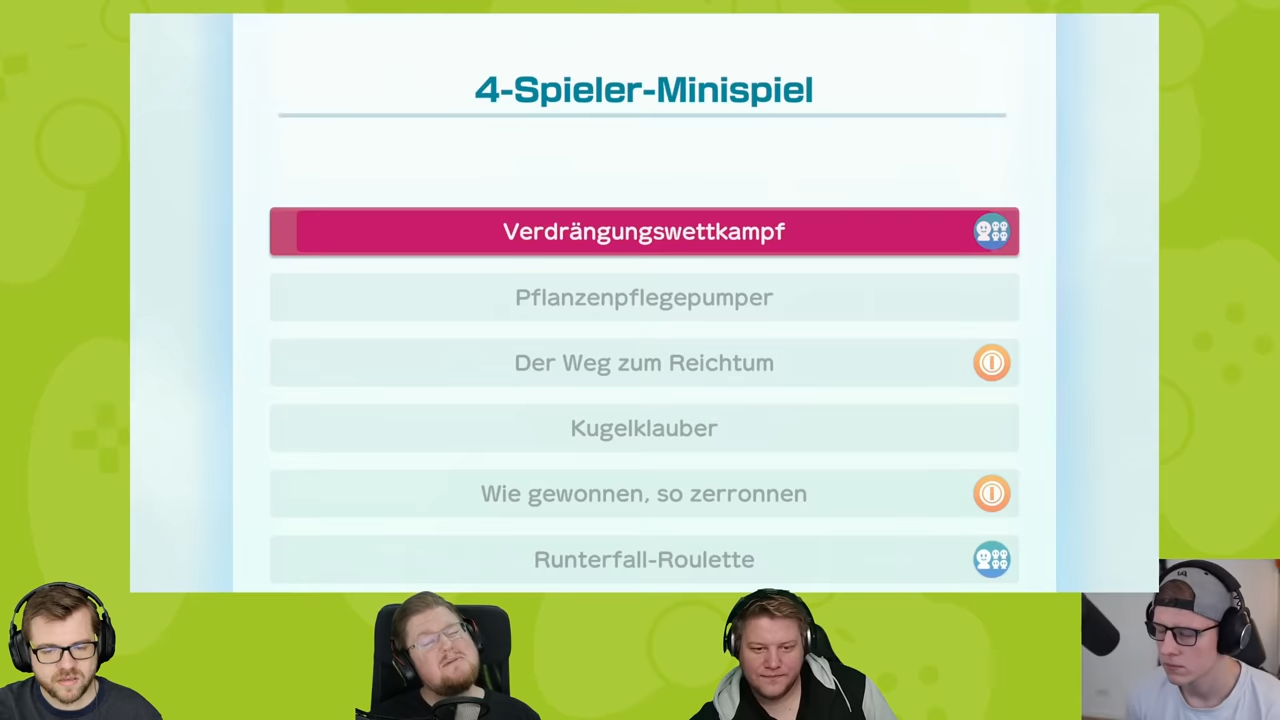 4-Spieler-Minispiel
Verdrängungswettkampf
Pflanzenpflegepumper
Der Weg zum Reichtum
Kugelklauber
Wie gewonnen, so zerronnen
Runterfall-Roulette